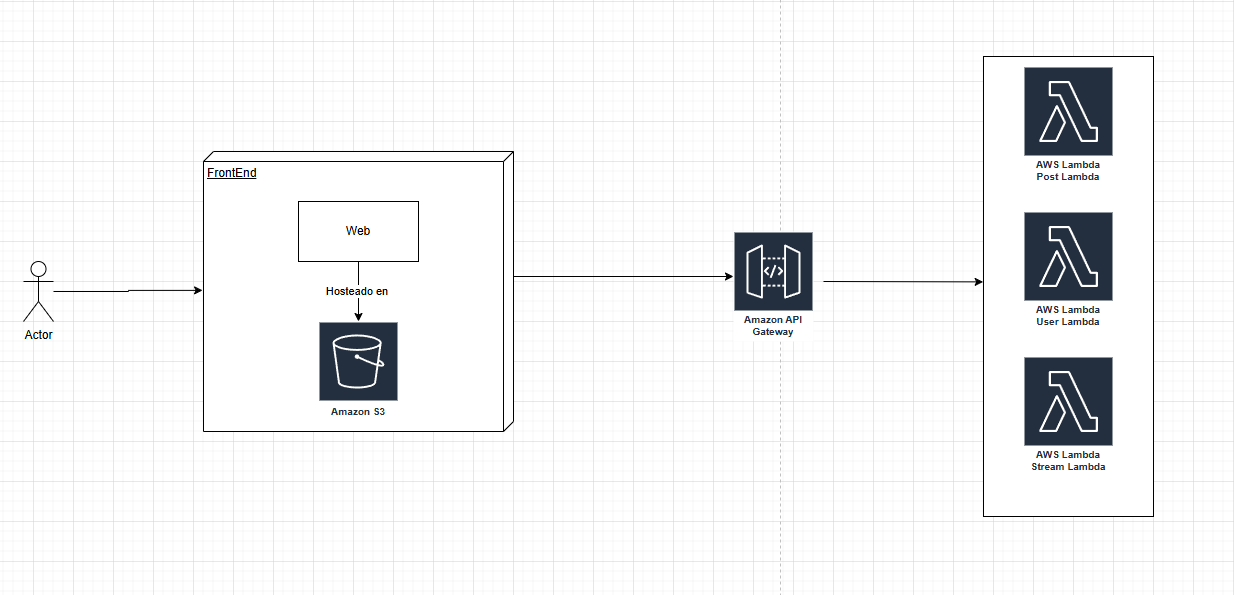 FrontEnd
Web
Hosteado en
Amazon S3
Actor
Amazon API
Gateway
AWS Lambda
Post Lambda
AWS Lambda
User Lambda
AWS Lambda
Stream Lambda